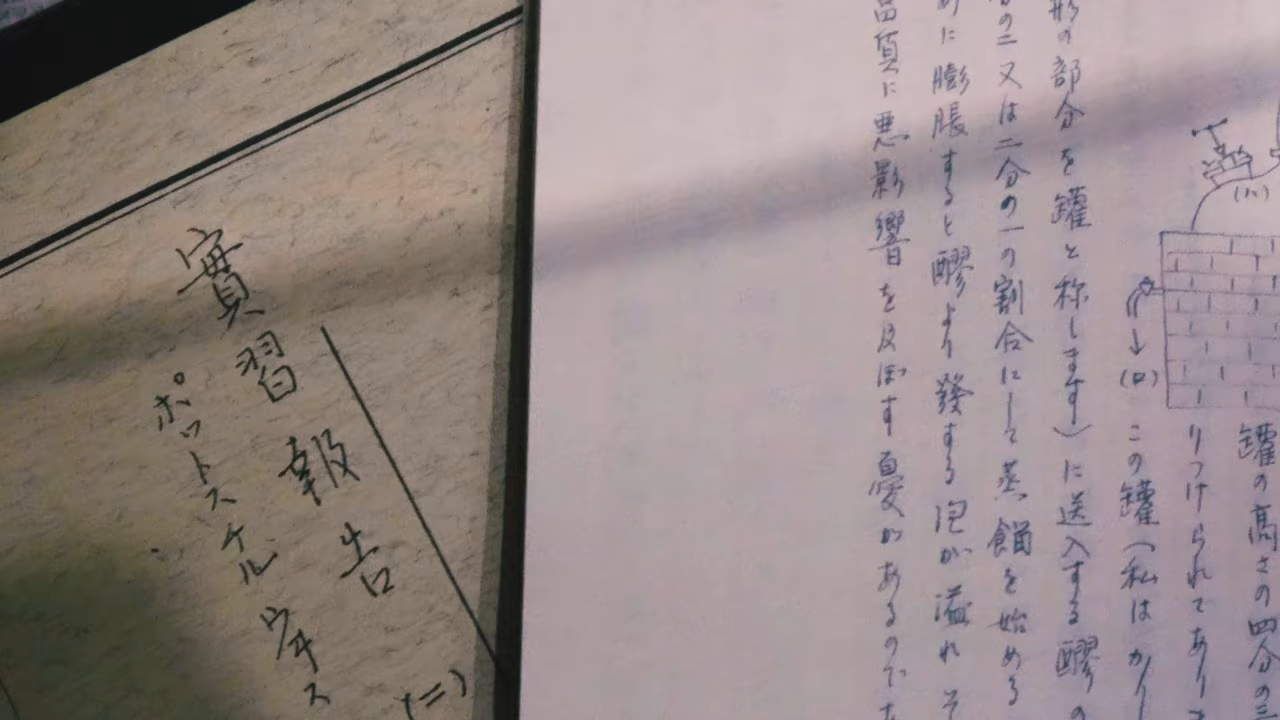 實習報告
ポットスチル ウヰス
(二)
(ハ)
(ロ)
罐の高さの四分の三
りつけられてあり
この罐(私はかり
形の部分を罐と称します)に送入する醪の
の二又は二分の一の割合にして蒸餾を始める
めに膨脹すると醪より發する泡が溢れそ
品質に悪影響を及ぼす憂があるのでな